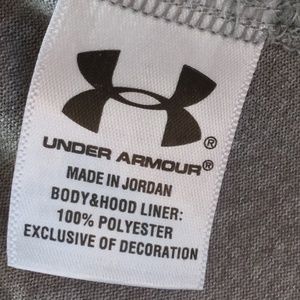 ®
UNDER ARMOUR®
MADE IN JORDAN
BODY&HOOD LINER:
100% POLYESTER
EXCLUSIVE OF DECORATION